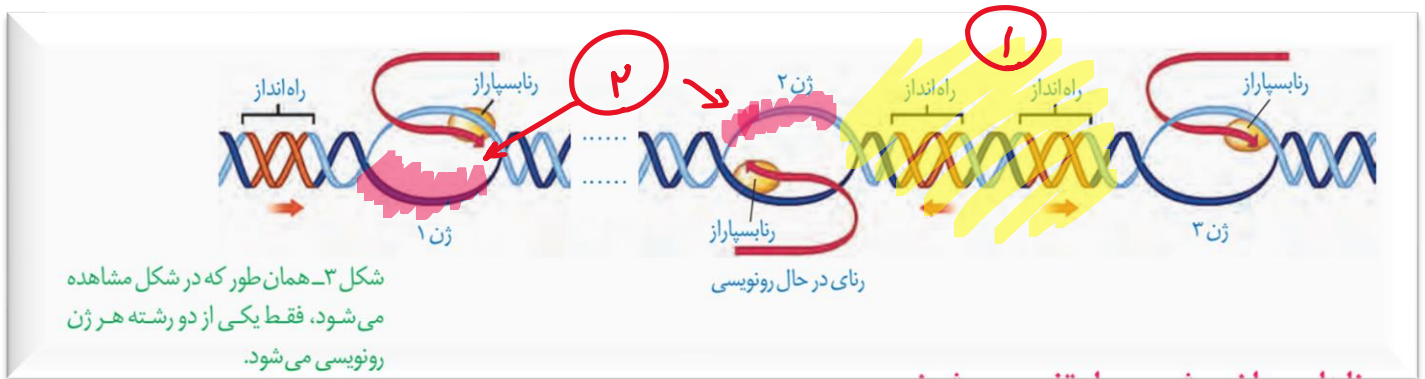 ۱
۲
ژن ۲
راه‌انداز
رنابسپاراز
راه‌انداز
راه‌انداز
رنابسپاراز
......
......
ژن ۱
رنابسپاراز
ژن ۳
رنای در حال رونویسی
شکل ۳ـ همان طور که در شکل مشاهده
می‌شود، فقط یکی از دو رشته هر ژن
رونویسی می‌شود.